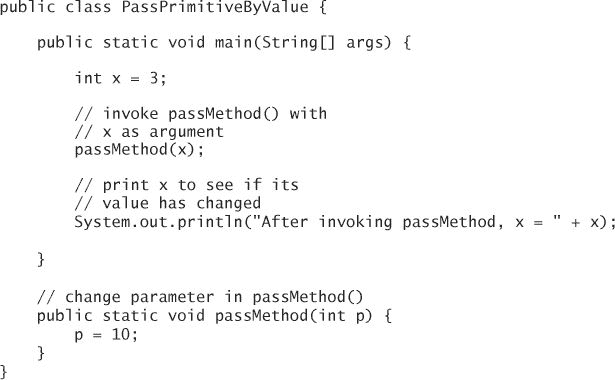 public class PassPrimitiveByValue {
    public static void main(String[] args) {
        int x = 3;
        // invoke passMethod() with
        // x as argument
        passMethod(x);
        // print x to see if its
        // value has changed
        System.out.println("After invoking passMethod, x = " + x);
    }
    // change parameter in passMethod()
    public static void passMethod(int p) {
        p = 10;
    }
}